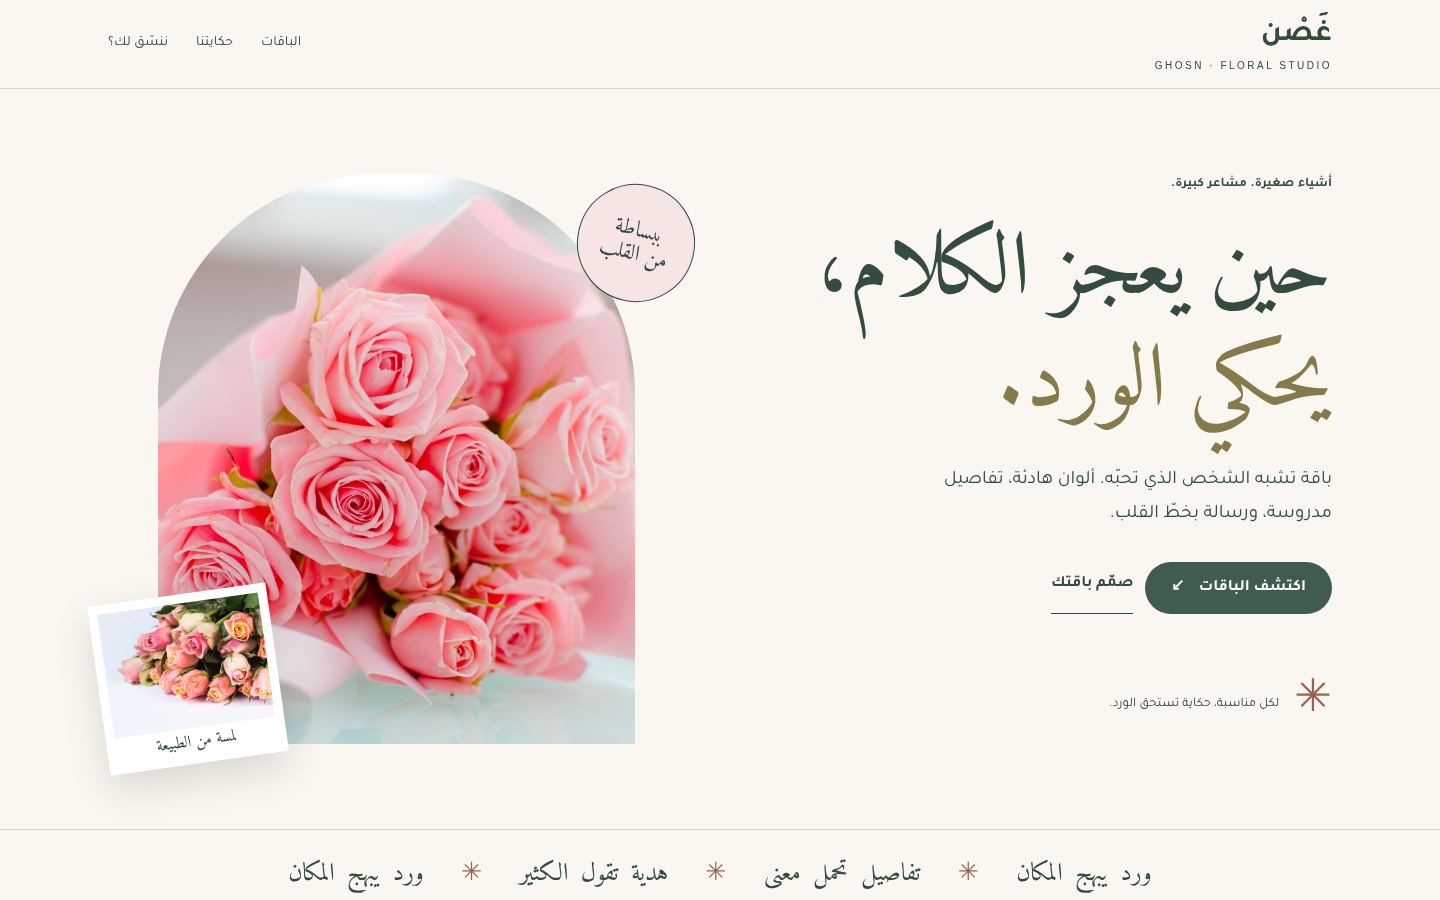 غَصْن
GHOSN · FLORAL STUDIO
الباقات
حكايتنا
ننسّق لك؟
أشياء صغيرة. مشاعر كبيرة.
حين يعجز الكلام،
يحكي الورد.
باقة تشبه الشخص الذي تحبّه. ألوان هادئة، تفاصيل
مدروسة، ورسالة بخطّ القلب.
اكتشف الباقات ↙
صمّم باقتك
لكل مناسبة، حكاية تستحق الورد.
ببساطة
من القلب
لمسة من الطبيعة
ورد يبهج المكان
تفاصيل تحمل معنى
هدية تقول الكثير
ورد يبهج المكان